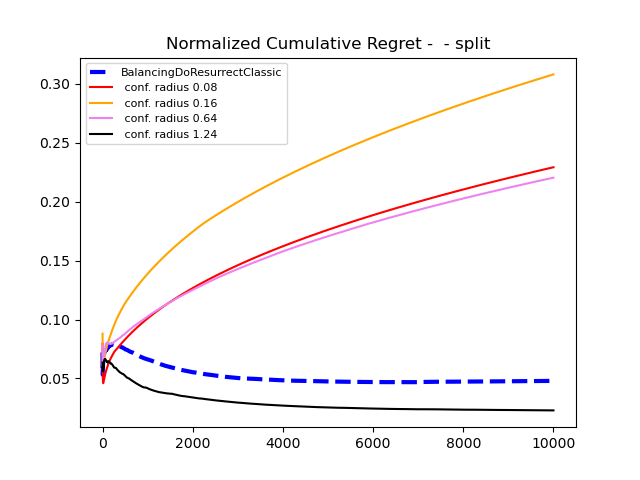 Normalized Cumulative Regret -  - split
BalancingDoResurrectClassic
conf. radius 0.08
conf. radius 0.16
conf. radius 0.64
conf. radius 1.24
0.30
0.25
0.20
0.15
0.10
0.05
0 2000 4000 6000 8000 10000